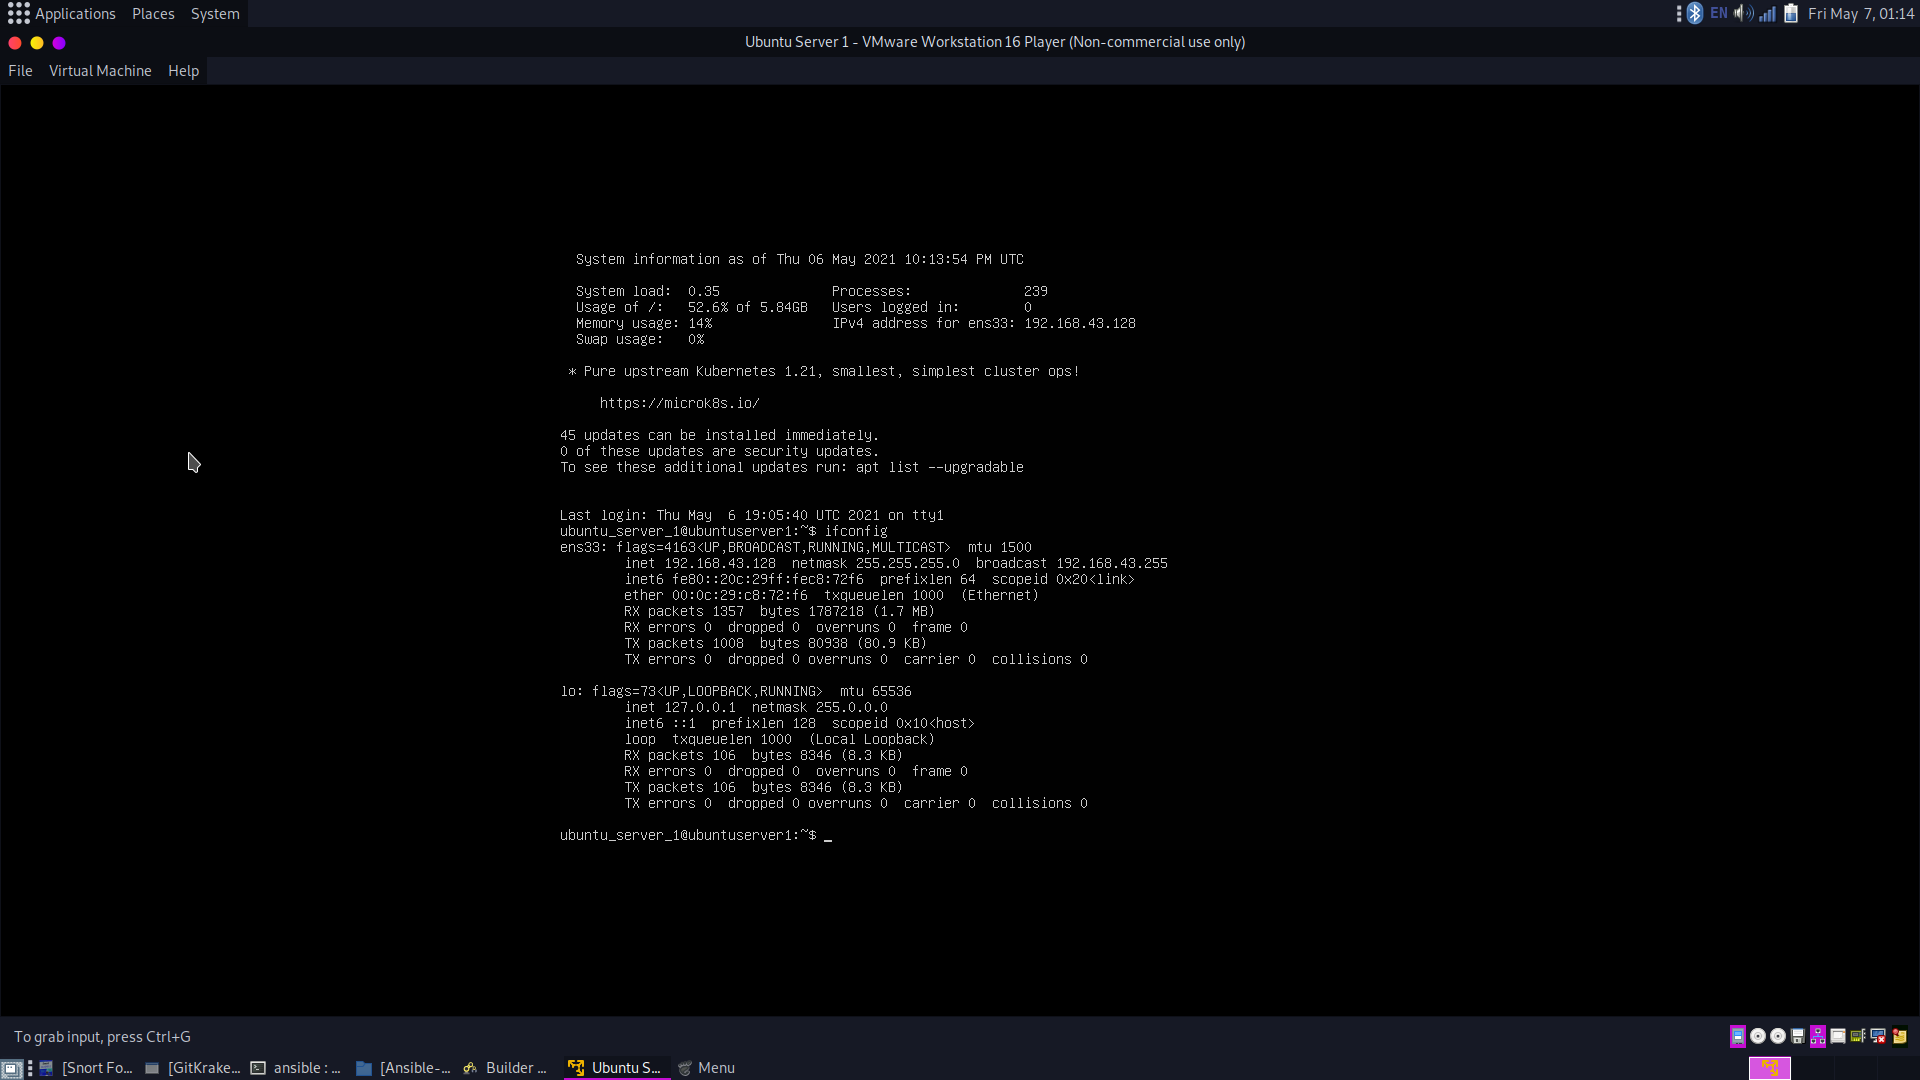 Applications Places System EN Fri May 7, 01:14
Ubuntu Server 1 - VMware Workstation 16 Player (Non-commercial use only)
File Virtual Machine Help
System information as of Thu 06 May 2021 10:13:54 PM UTC
System load: 0.35 Processes: 239
Usage of /: 52.6% of 5.84GB Users logged in: 0
Memory usage: 14% IPv4 address for ens33: 192.168.43.128
Swap usage: 0%
* Pure upstream Kubernetes 1.21, smallest, simplest cluster ops!
https://microk8s.io/
45 updates can be installed immediately.
0 of these updates are security updates.
To see these additional updates run: apt list --upgradable
Last login: Thu May 6 19:05:40 UTC 2021 on tty1
ubuntu_server_1@ubuntuserver1:~$ ifconfig
ens33: flags=4163<UP,BROADCAST,RUNNING,MULTICAST> mtu 1500
inet 192.168.43.128 netmask 255.255.255.0 broadcast 192.168.43.255
inet6 fe80::20c:29ff:fec8:72f6 prefixlen 64 scopeid 0x20<link>
ether 00:0c:29:c8:72:f6 txqueuelen 1000 (Ethernet)
RX packets 1357 bytes 1787218 (1.7 MB)
RX errors 0 dropped 0 overruns 0 frame 0
TX packets 1008 bytes 80938 (80.9 KB)
TX errors 0 dropped 0 overruns 0 carrier 0 collisions 0
lo: flags=73<UP,LOOPBACK,RUNNING> mtu 65536
inet 127.0.0.1 netmask 255.0.0.0
inet6 ::1 prefixlen 128 scopeid 0x10<host>
loop txqueuelen 1000 (Local Loopback)
RX packets 106 bytes 8346 (8.3 KB)
RX errors 0 dropped 0 overruns 0 frame 0
TX packets 106 bytes 8346 (8.3 KB)
TX errors 0 dropped 0 overruns 0 carrier 0 collisions 0
ubuntu_server_1@ubuntuserver1:~$ _
To grab input, press Ctrl+G
[Snort Fo... [GitKrake... ansible : ... [Ansible-... Builder ... Ubuntu S... Menu